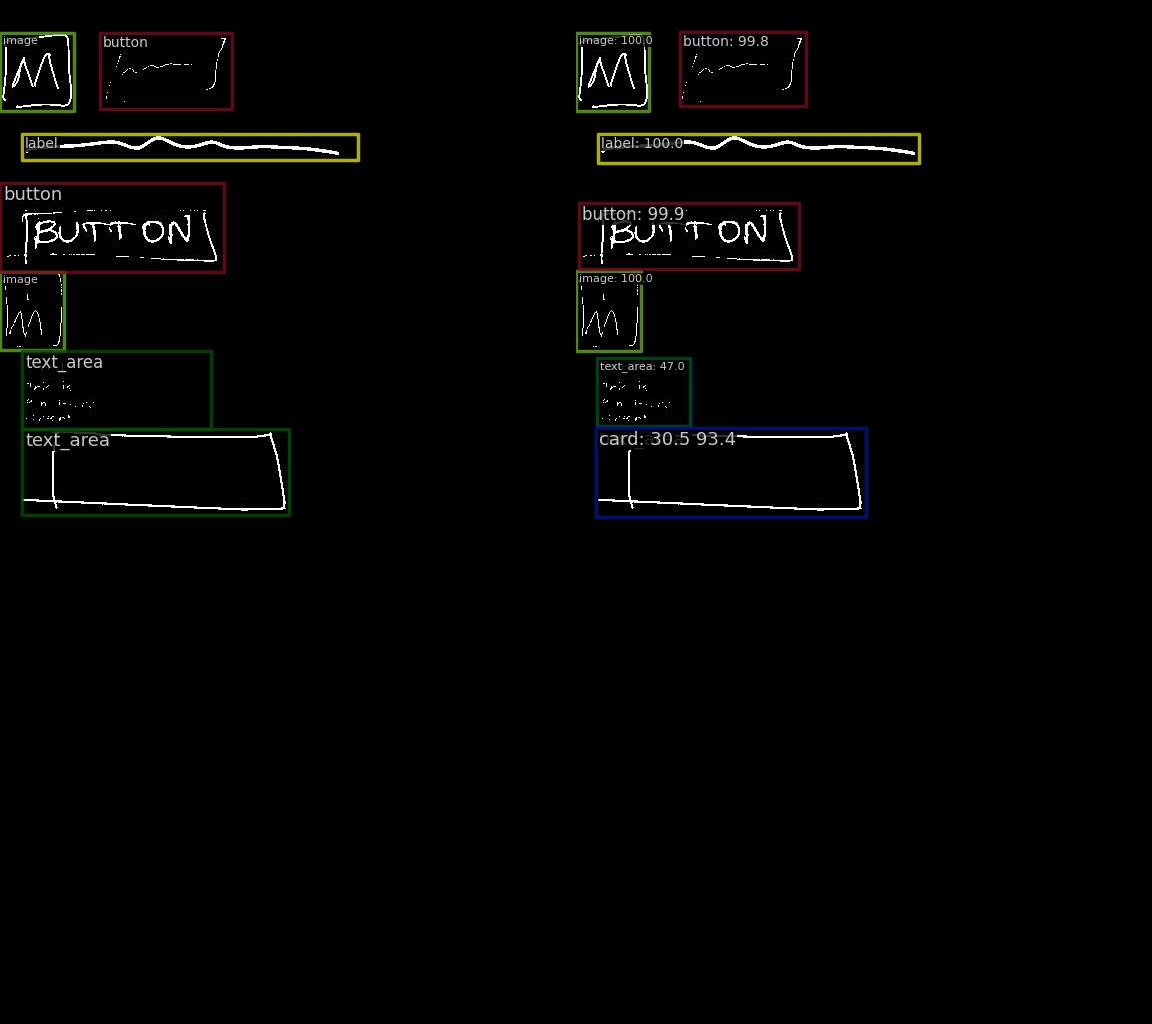 image image: 100.0
button button: 99.8
M M
label label: 100.0
button button: 99.9
BUTTON BUTTON
image image: 100.0
M M
text_area text_area: 47.0
text_area card: 30.5 93.4